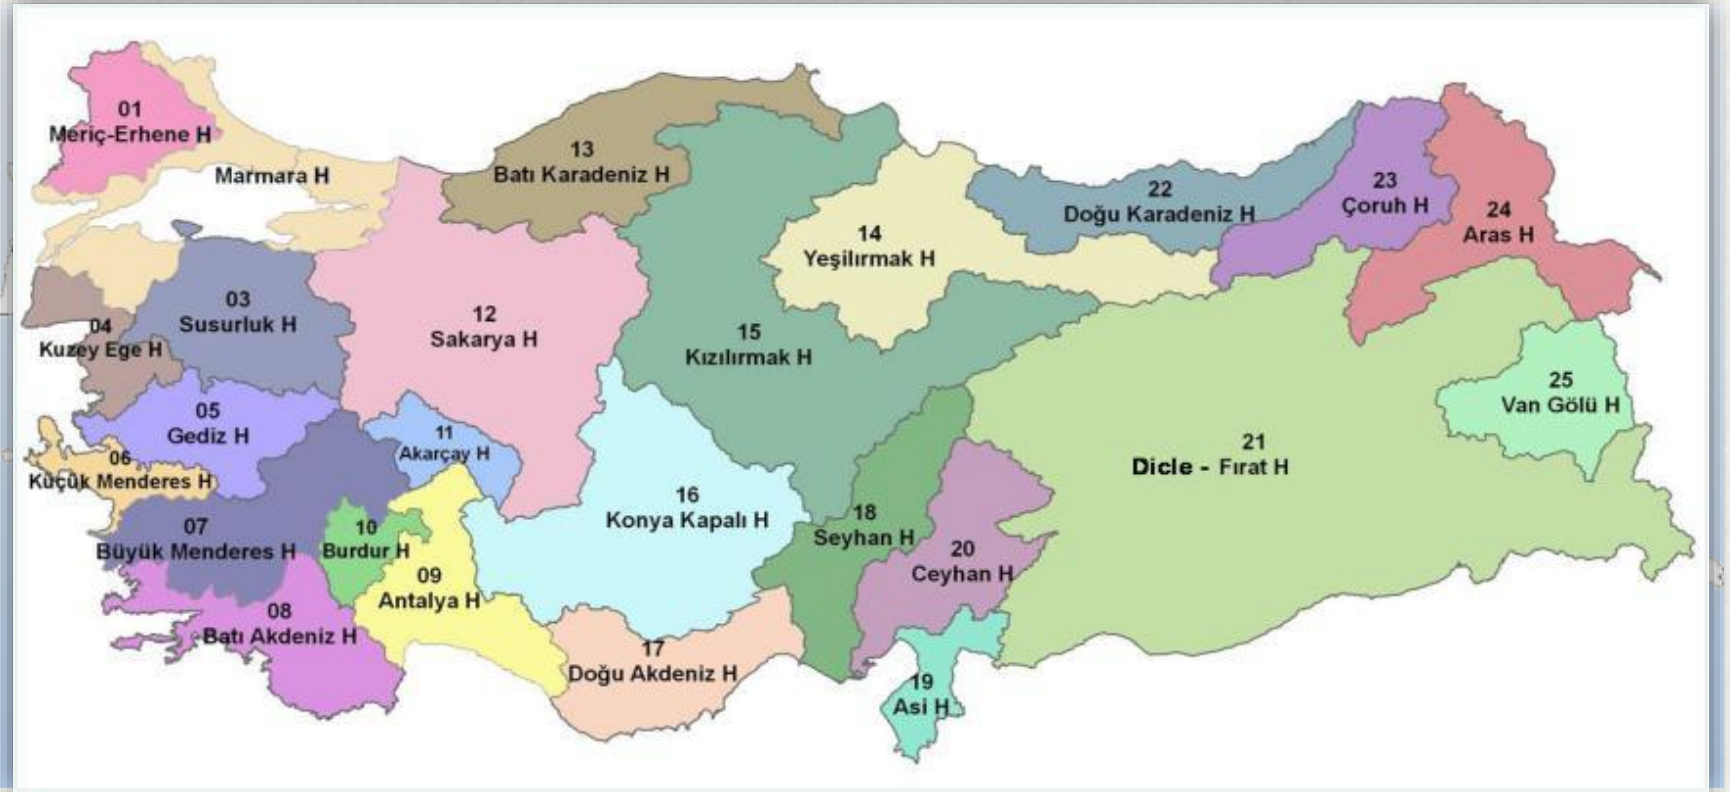 01
Meriç-Erhene H
Marmara H
13
Batı Karadeniz H
22
Doğu Karadeniz H
23
Çoruh H
24
Aras H
14
Yeşilırmak H
03
Susurluk H
04
Kuzey Ege H
12
Sakarya H
15
Kızılırmak H
25
Van Gölü H
05
Gediz H
11
Akarçay H
21
Dicle - Fırat H
06
Küçük Menderes H
16
Konya Kapalı H
07
Büyük Menderes H
10
Burdur H
18
Seyhan H
20
Ceyhan H
09
Antalya H
08
Batı Akdeniz H
17
Doğu Akdeniz H
19
Asi H